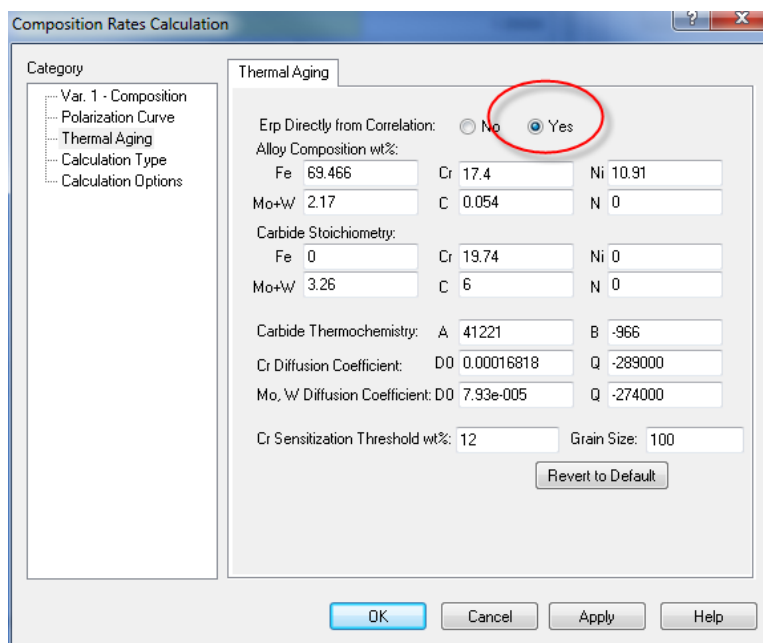 Composition Rates Calculation
? X
Category
Var. 1 - Composition
Polarization Curve
Thermal Aging
Calculation Type
Calculation Options
Thermal Aging
Erp Directly from Correlation: No Yes
Alloy Composition wt%:
Fe 69.466 Cr 17.4 Ni 10.91
Mo+W 2.17 C 0.054 N 0
Carbide Stoichiometry:
Fe 0 Cr 19.74 Ni 0
Mo+W 3.26 C 6 N 0
Carbide Thermochemistry: A 41221 B -966
Cr Diffusion Coefficient: D0 0.00016818 Q -289000
Mo, W Diffusion Coefficient: D0 7.93e-005 Q -274000
Cr Sensitization Threshold wt%: 12 Grain Size: 100
Revert to Default
OK Cancel Apply Help